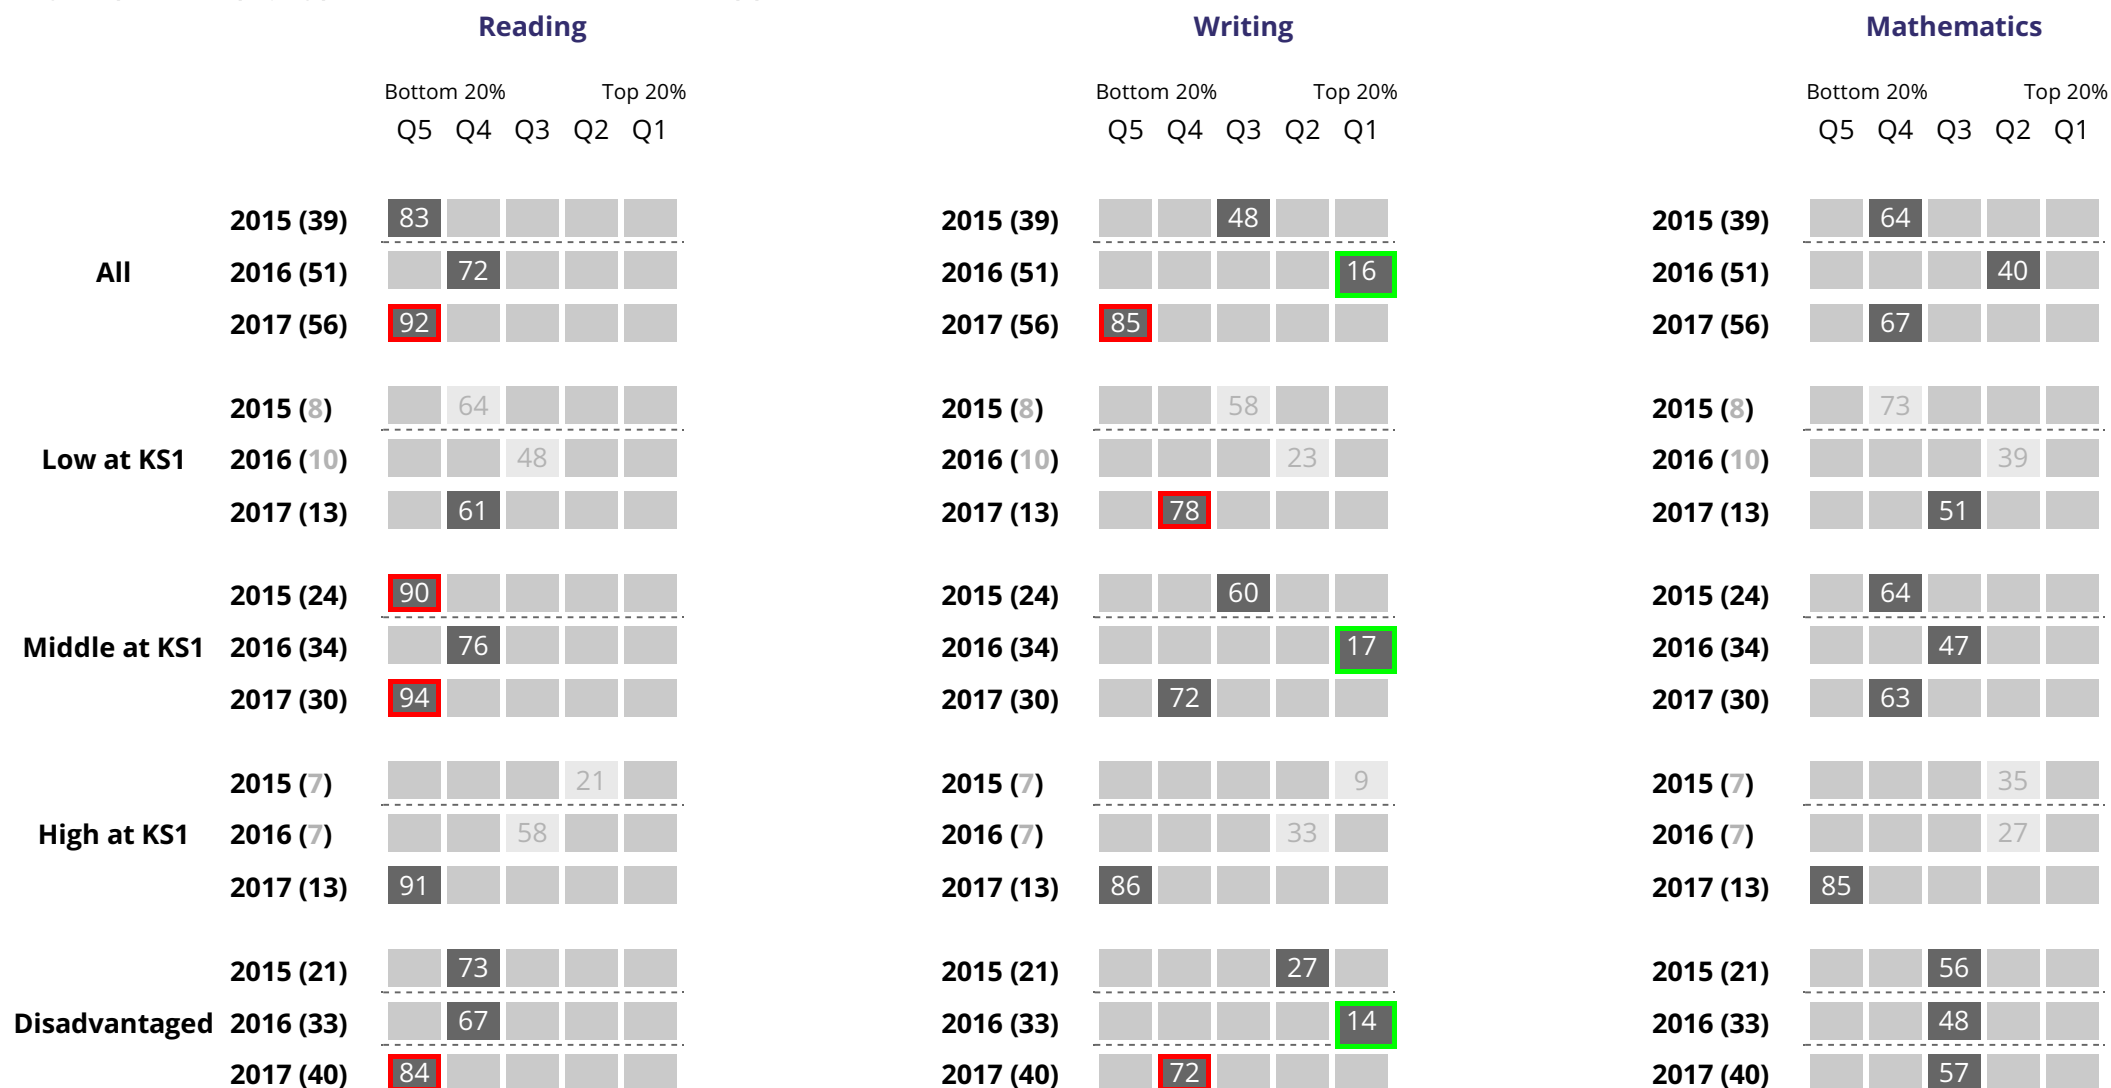 Reading Writing Mathematics
Bottom 20% Top 20% Bottom 20% Top 20% Bottom 20% Top 20%
Q5 Q4 Q3 Q2 Q1 Q5 Q4 Q3 Q2 Q1 Q5 Q4 Q3 Q2 Q1
2015 (39) 83 2015 (39) 48 2015 (39) 64
All 2016 (51) 72 2016 (51) 16 2016 (51) 40
2017 (56) 92 2017 (56) 85 2017 (56) 67
2015 (8) 64 2015 (8) 58 2015 (8) 73
Low at KS1 2016 (10) 48 2016 (10) 23 2016 (10) 39
2017 (13) 61 2017 (13) 78 2017 (13) 51
2015 (24) 90 2015 (24) 60 2015 (24) 64
Middle at KS1 2016 (34) 76 2016 (34) 17 2016 (34) 47
2017 (30) 94 2017 (30) 72 2017 (30) 63
2015 (7) 21 2015 (7) 9 2015 (7) 35
High at KS1 2016 (7) 58 2016 (7) 33 2016 (7) 27
2017 (13) 91 2017 (13) 86 2017 (13) 85
2015 (21) 73 2015 (21) 27 2015 (21) 56
Disadvantaged 2016 (33) 67 2016 (33) 14 2016 (33) 48
2017 (40) 84 2017 (40) 72 2017 (40) 57